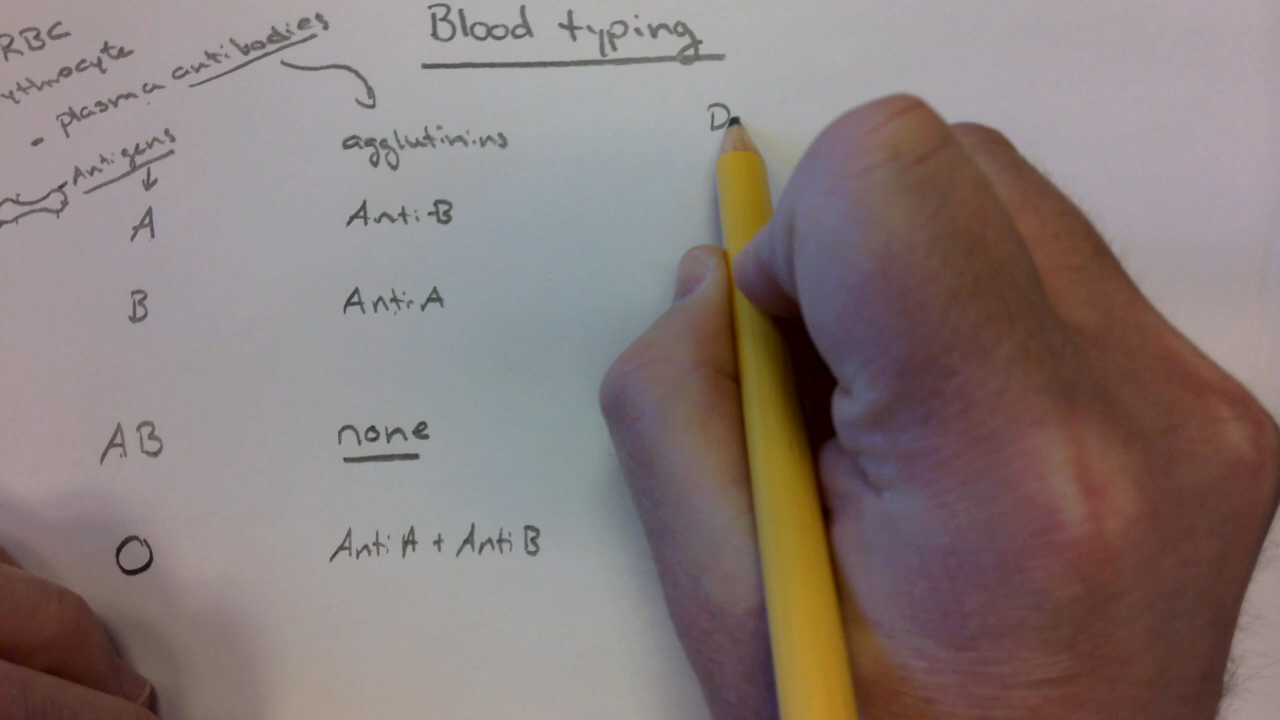 Blood typing
RBC
ythrocyte
• plasma antibodies
Antigens
agglutinins
D
A Anti-B
B Anti-A
AB none
O Anti A + Anti B